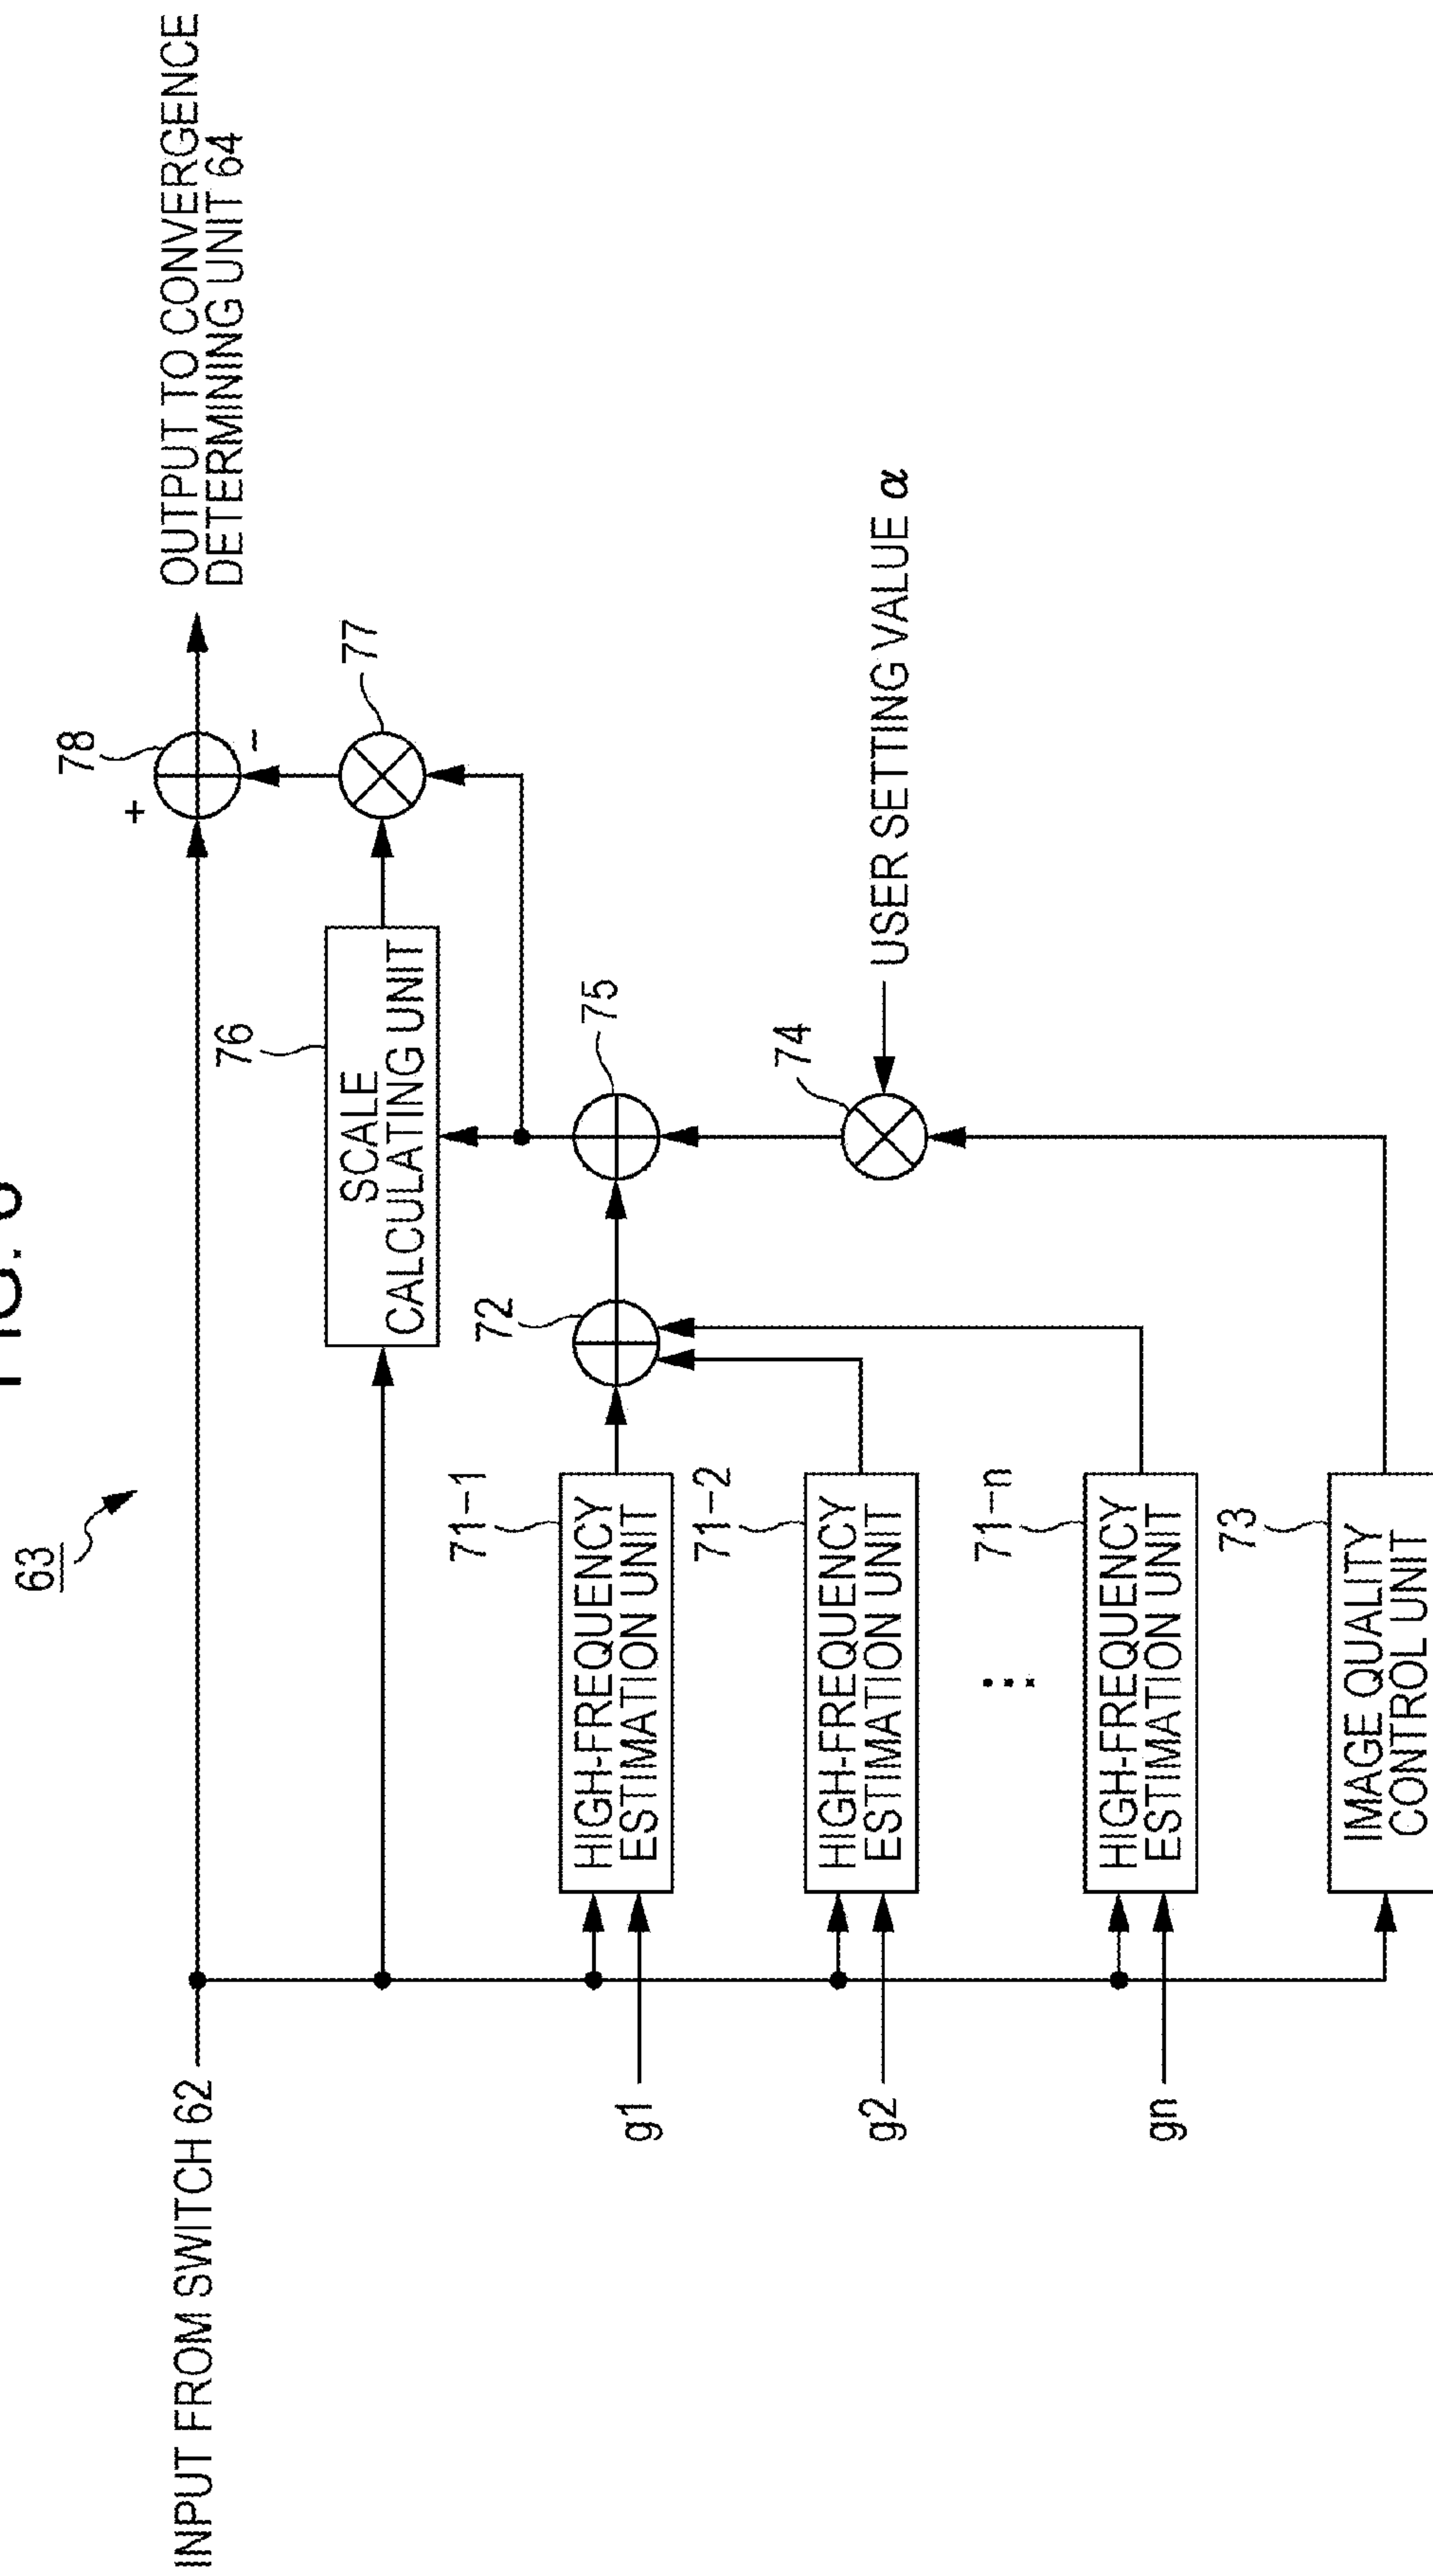 63
INPUT FROM SWITCH 62
78
+
−
OUTPUT TO CONVERGENCE
DETERMINING UNIT 64
76
SCALE
CALCULATING UNIT
77
71−1
HIGH-FREQUENCY
ESTIMATION UNIT
g1
72
75
71−2
HIGH-FREQUENCY
ESTIMATION UNIT
g2
74
USER SETTING VALUE α
71−n
HIGH-FREQUENCY
ESTIMATION UNIT
gn
73
IMAGE QUALITY
CONTROL UNIT